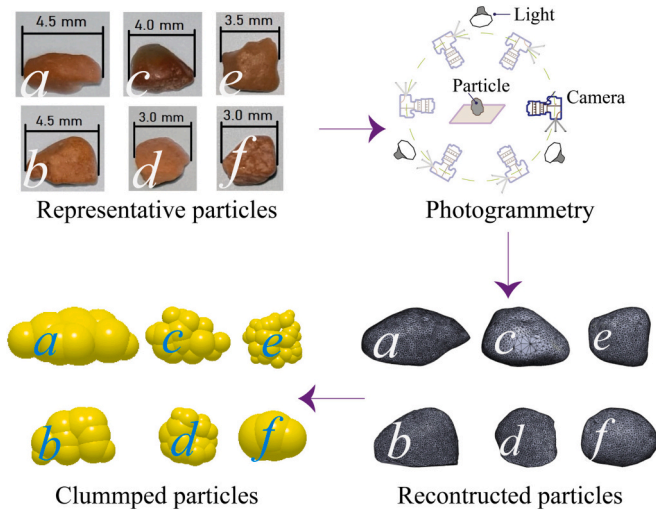 4.5 mm 4.0 mm 3.5 mm
a c e
4.5 mm 3.0 mm 3.0 mm
b d f
Representative particles
Light
Particle
Camera
Photogrammetry
a c e
b d f
Clummped particles
a c e
b d f
Recontructed particles